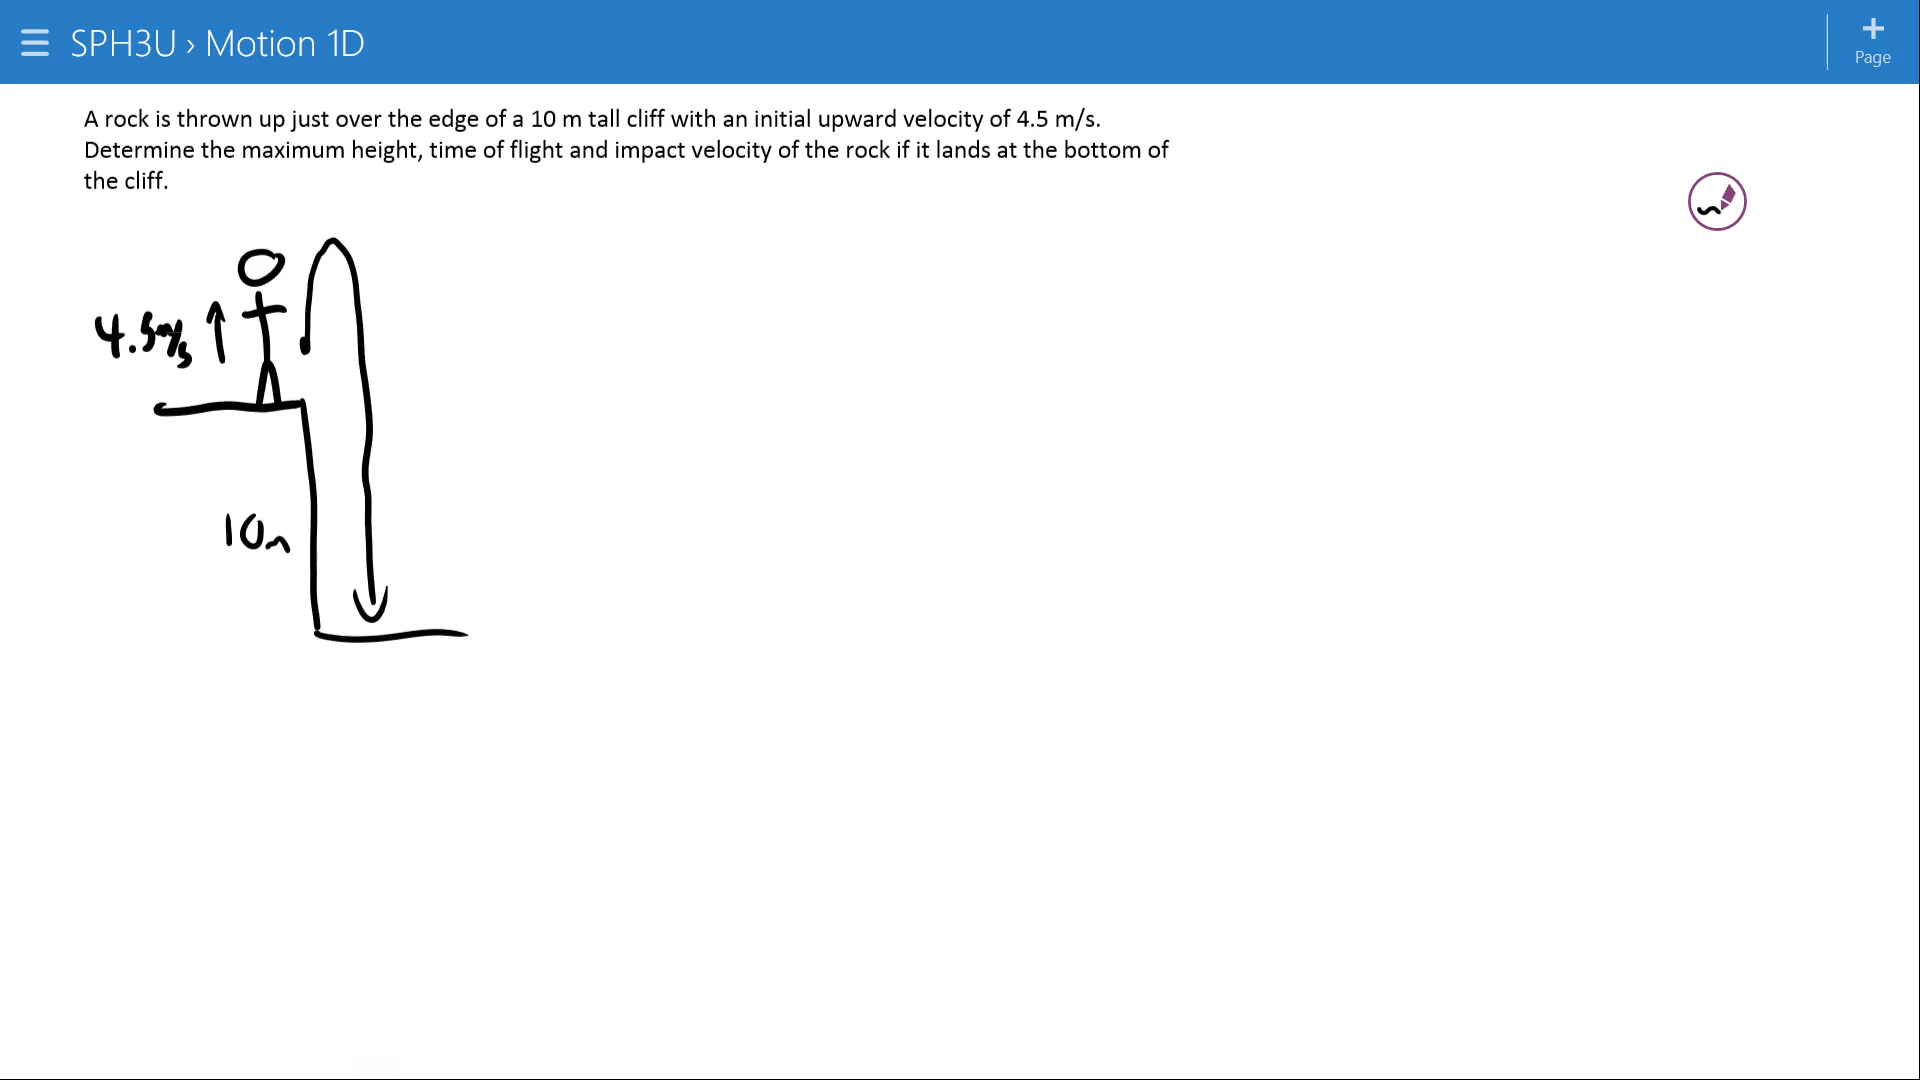 SPH3U › Motion 1D
Page
A rock is thrown up just over the edge of a 10 m tall cliff with an initial upward velocity of 4.5 m/s.
Determine the maximum height, time of flight and impact velocity of the rock if it lands at the bottom of
the cliff.
4.5m/s
10m